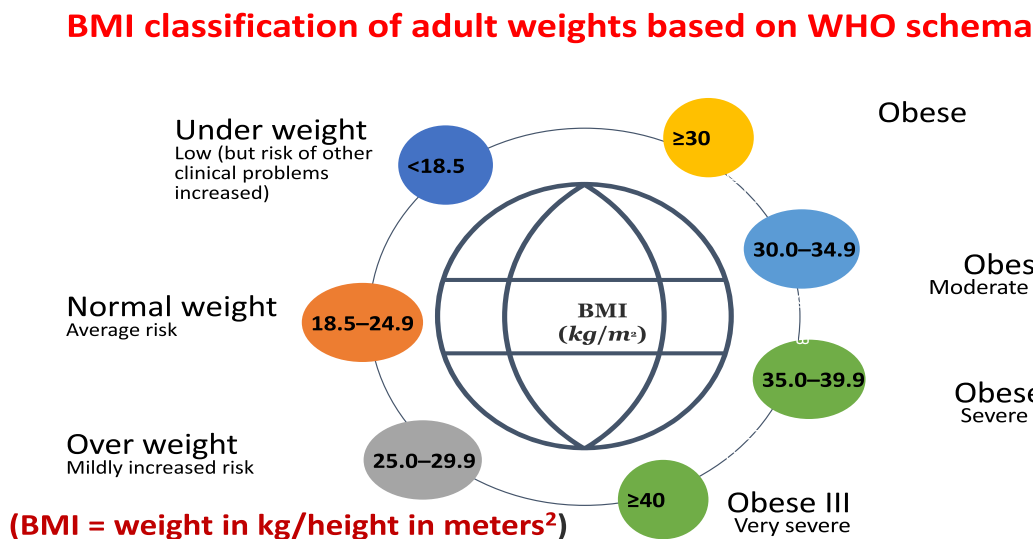 BMI classification of adult weights based on WHO schema
Under weight
Low (but risk of other
clinical problems
increased)
<18.5
≥30
Obese
30.0–34.9
Obes
Moderate
Normal weight
Average risk
18.5–24.9
BMI
(kg/m²)
35.0–39.9
Obese
Severe
Over weight
Mildly increased risk
25.0–29.9
≥40
Obese III
Very severe
(BMI = weight in kg/height in meters²)